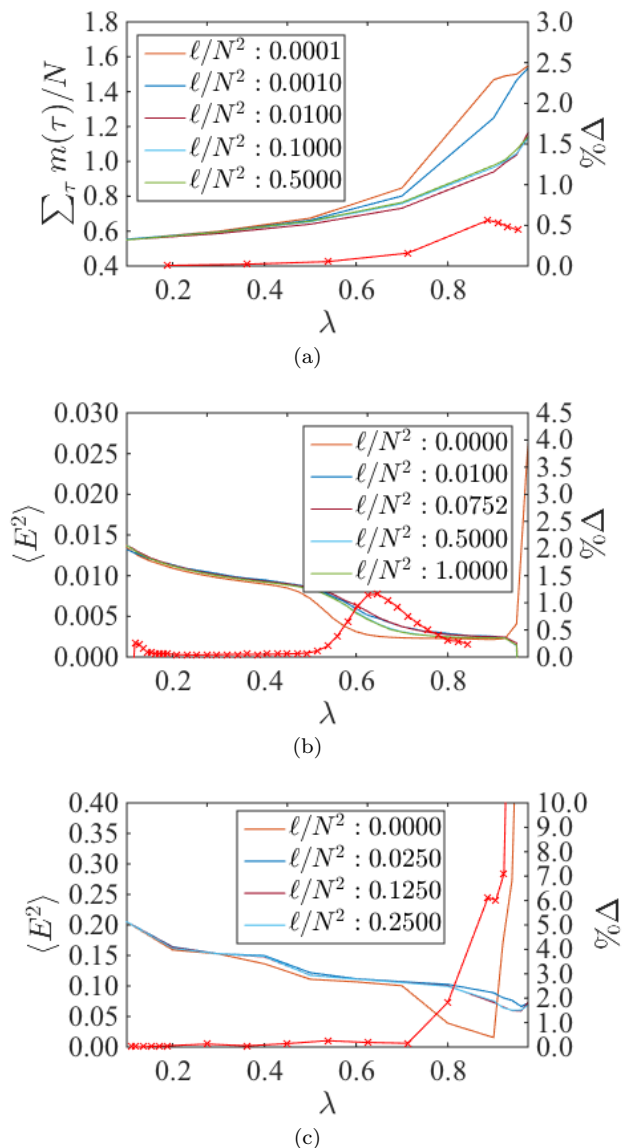 1.8 3.0
1.6 2.5
1.4 2.0
1.2 1.5
1.0 1.0
0.8 0.5
0.6 0.0
0.4
∑τ m(τ)/N
%Δ
ℓ/N² : 0.0001
ℓ/N² : 0.0010
ℓ/N² : 0.0100
ℓ/N² : 0.1000
ℓ/N² : 0.5000
0.2 0.4 0.6 0.8
λ
(a)
0.030 4.5
0.025 4.0
0.020 3.5
0.015 3.0
0.010 2.5
0.005 2.0
0.000 1.5
1.0
0.5
0.0
⟨E²⟩
%Δ
ℓ/N² : 0.0000
ℓ/N² : 0.0100
ℓ/N² : 0.0752
ℓ/N² : 0.5000
ℓ/N² : 1.0000
0.2 0.4 0.6 0.8
λ
(b)
0.40 10.0
0.35 9.0
0.30 8.0
0.25 7.0
0.20 6.0
0.15 5.0
0.10 4.0
0.05 3.0
0.00 2.0
1.0
0.0
⟨E²⟩
%Δ
ℓ/N² : 0.0000
ℓ/N² : 0.0250
ℓ/N² : 0.1250
ℓ/N² : 0.2500
0.2 0.4 0.6 0.8
λ
(c)